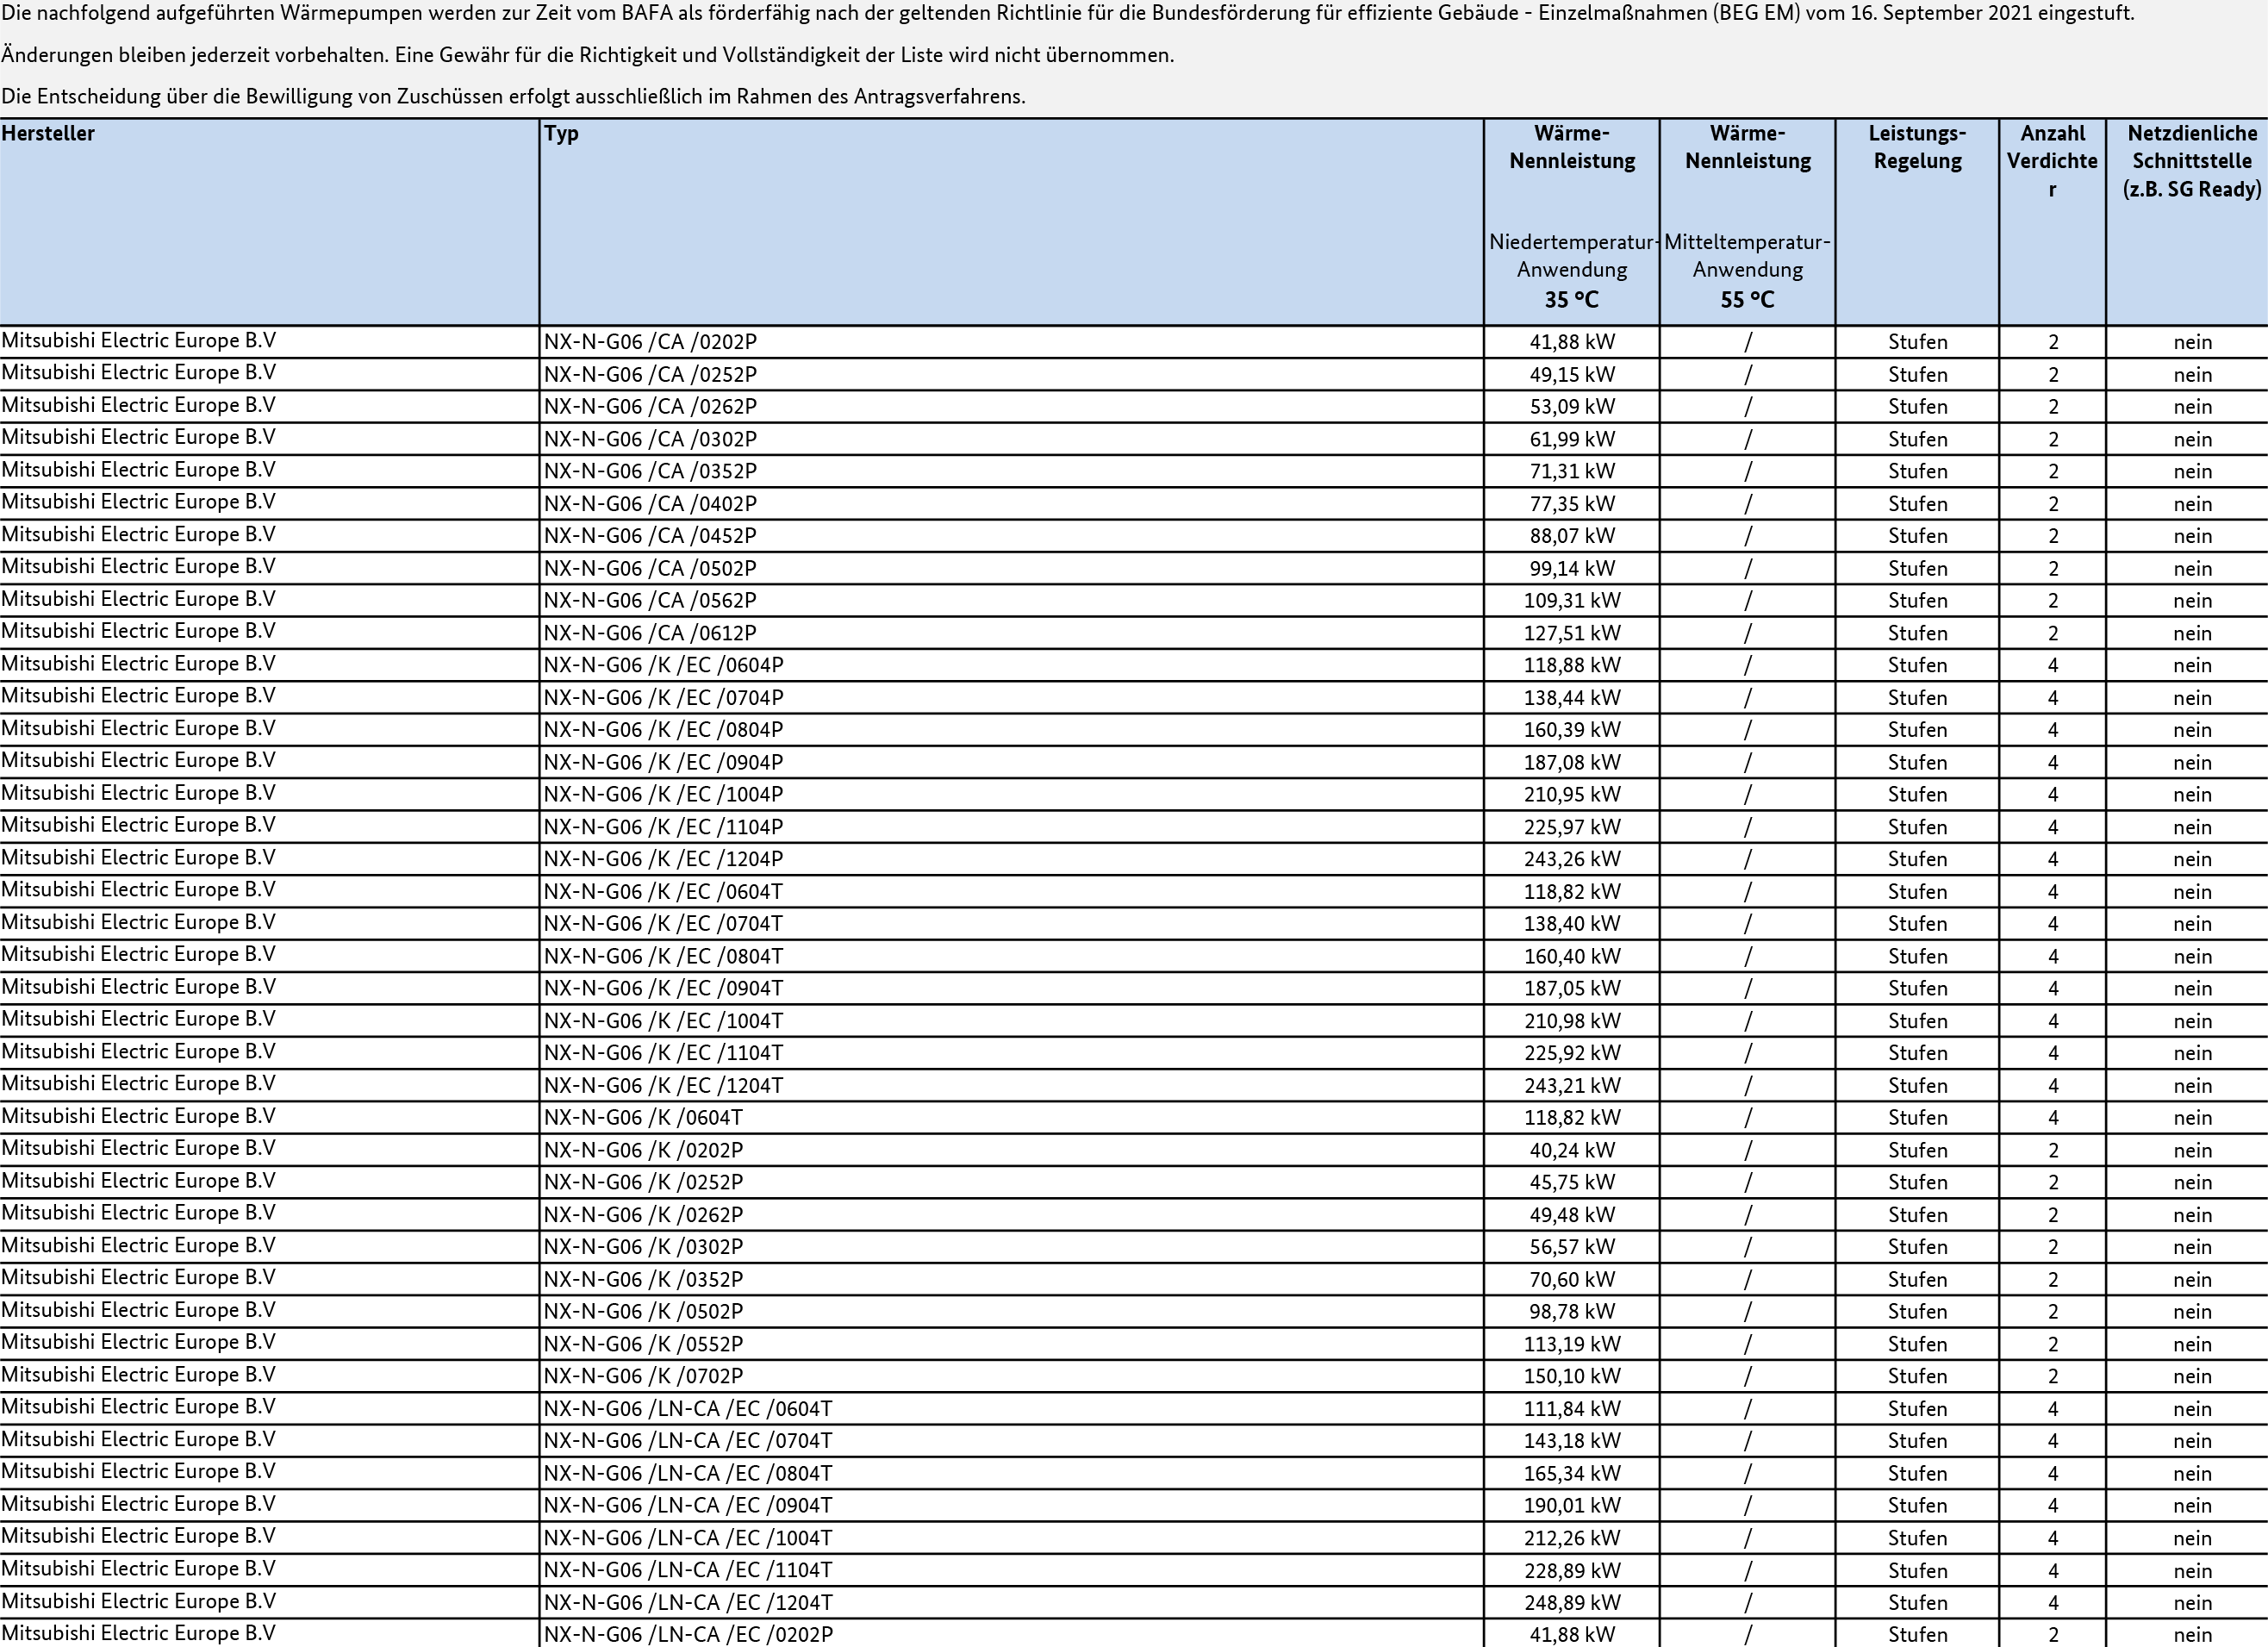 Die nachfolgend aufgeführten Wärmepumpen werden zur Zeit vom BAFA als förderfähig nach der geltenden Richtlinie für die Bundesförderung für effiziente Gebäude - Einzelmaßnahmen (BEG EM) vom 16. September 2021 eingestuft.
Änderungen bleiben jederzeit vorbehalten. Eine Gewähr für die Richtigkeit und Vollständigkeit der Liste wird nicht übernommen.
Die Entscheidung über die Bewilligung von Zuschüssen erfolgt ausschließlich im Rahmen des Antragsverfahrens.
Hersteller Typ Wärme- Wärme- Leistungs- Anzahl Netzdienliche
Nennleistung Nennleistung Regelung Verdichte Schnittstelle
r (z.B. SG Ready)
Niedertemperatur- Mitteltemperatur-
Anwendung Anwendung
35 °C 55 °C
Mitsubishi Electric Europe B.V NX-N-G06 /CA /0202P 41,88 kW / Stufen 2 nein
Mitsubishi Electric Europe B.V NX-N-G06 /CA /0252P 49,15 kW / Stufen 2 nein
Mitsubishi Electric Europe B.V NX-N-G06 /CA /0262P 53,09 kW / Stufen 2 nein
Mitsubishi Electric Europe B.V NX-N-G06 /CA /0302P 61,99 kW / Stufen 2 nein
Mitsubishi Electric Europe B.V NX-N-G06 /CA /0352P 71,31 kW / Stufen 2 nein
Mitsubishi Electric Europe B.V NX-N-G06 /CA /0402P 77,35 kW / Stufen 2 nein
Mitsubishi Electric Europe B.V NX-N-G06 /CA /0452P 88,07 kW / Stufen 2 nein
Mitsubishi Electric Europe B.V NX-N-G06 /CA /0502P 99,14 kW / Stufen 2 nein
Mitsubishi Electric Europe B.V NX-N-G06 /CA /0562P 109,31 kW / Stufen 2 nein
Mitsubishi Electric Europe B.V NX-N-G06 /CA /0612P 127,51 kW / Stufen 2 nein
Mitsubishi Electric Europe B.V NX-N-G06 /K /EC /0604P 118,88 kW / Stufen 4 nein
Mitsubishi Electric Europe B.V NX-N-G06 /K /EC /0704P 138,44 kW / Stufen 4 nein
Mitsubishi Electric Europe B.V NX-N-G06 /K /EC /0804P 160,39 kW / Stufen 4 nein
Mitsubishi Electric Europe B.V NX-N-G06 /K /EC /0904P 187,08 kW / Stufen 4 nein
Mitsubishi Electric Europe B.V NX-N-G06 /K /EC /1004P 210,95 kW / Stufen 4 nein
Mitsubishi Electric Europe B.V NX-N-G06 /K /EC /1104P 225,97 kW / Stufen 4 nein
Mitsubishi Electric Europe B.V NX-N-G06 /K /EC /1204P 243,26 kW / Stufen 4 nein
Mitsubishi Electric Europe B.V NX-N-G06 /K /EC /0604T 118,82 kW / Stufen 4 nein
Mitsubishi Electric Europe B.V NX-N-G06 /K /EC /0704T 138,40 kW / Stufen 4 nein
Mitsubishi Electric Europe B.V NX-N-G06 /K /EC /0804T 160,40 kW / Stufen 4 nein
Mitsubishi Electric Europe B.V NX-N-G06 /K /EC /0904T 187,05 kW / Stufen 4 nein
Mitsubishi Electric Europe B.V NX-N-G06 /K /EC /1004T 210,98 kW / Stufen 4 nein
Mitsubishi Electric Europe B.V NX-N-G06 /K /EC /1104T 225,92 kW / Stufen 4 nein
Mitsubishi Electric Europe B.V NX-N-G06 /K /EC /1204T 243,21 kW / Stufen 4 nein
Mitsubishi Electric Europe B.V NX-N-G06 /K /0604T 118,82 kW / Stufen 4 nein
Mitsubishi Electric Europe B.V NX-N-G06 /K /0202P 40,24 kW / Stufen 2 nein
Mitsubishi Electric Europe B.V NX-N-G06 /K /0252P 45,75 kW / Stufen 2 nein
Mitsubishi Electric Europe B.V NX-N-G06 /K /0262P 49,48 kW / Stufen 2 nein
Mitsubishi Electric Europe B.V NX-N-G06 /K /0302P 56,57 kW / Stufen 2 nein
Mitsubishi Electric Europe B.V NX-N-G06 /K /0352P 70,60 kW / Stufen 2 nein
Mitsubishi Electric Europe B.V NX-N-G06 /K /0502P 98,78 kW / Stufen 2 nein
Mitsubishi Electric Europe B.V NX-N-G06 /K /0552P 113,19 kW / Stufen 2 nein
Mitsubishi Electric Europe B.V NX-N-G06 /K /0702P 150,10 kW / Stufen 2 nein
Mitsubishi Electric Europe B.V NX-N-G06 /LN-CA /EC /0604T 111,84 kW / Stufen 4 nein
Mitsubishi Electric Europe B.V NX-N-G06 /LN-CA /EC /0704T 143,18 kW / Stufen 4 nein
Mitsubishi Electric Europe B.V NX-N-G06 /LN-CA /EC /0804T 165,34 kW / Stufen 4 nein
Mitsubishi Electric Europe B.V NX-N-G06 /LN-CA /EC /0904T 190,01 kW / Stufen 4 nein
Mitsubishi Electric Europe B.V NX-N-G06 /LN-CA /EC /1004T 212,26 kW / Stufen 4 nein
Mitsubishi Electric Europe B.V NX-N-G06 /LN-CA /EC /1104T 228,89 kW / Stufen 4 nein
Mitsubishi Electric Europe B.V NX-N-G06 /LN-CA /EC /1204T 248,89 kW / Stufen 4 nein
Mitsubishi Electric Europe B.V NX-N-G06 /LN-CA /EC /0202P 41,88 kW / Stufen 2 nein